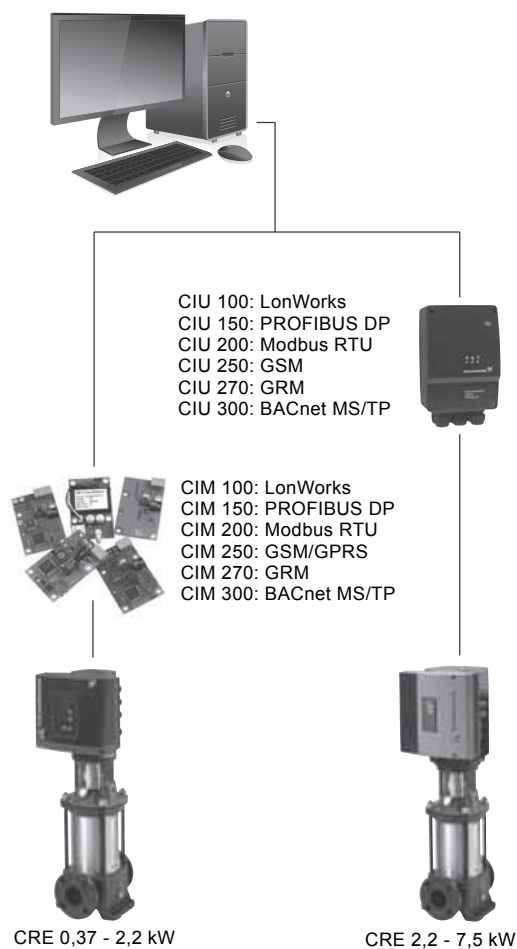 CIU 100: LonWorks
CIU 150: PROFIBUS DP
CIU 200: Modbus RTU
CIU 250: GSM
CIU 270: GRM
CIU 300: BACnet MS/TP
CIM 100: LonWorks
CIM 150: PROFIBUS DP
CIM 200: Modbus RTU
CIM 250: GSM/GPRS
CIM 270: GRM
CIM 300: BACnet MS/TP
CRE 0,37 - 2,2 kW
CRE 2,2 - 7,5 kW